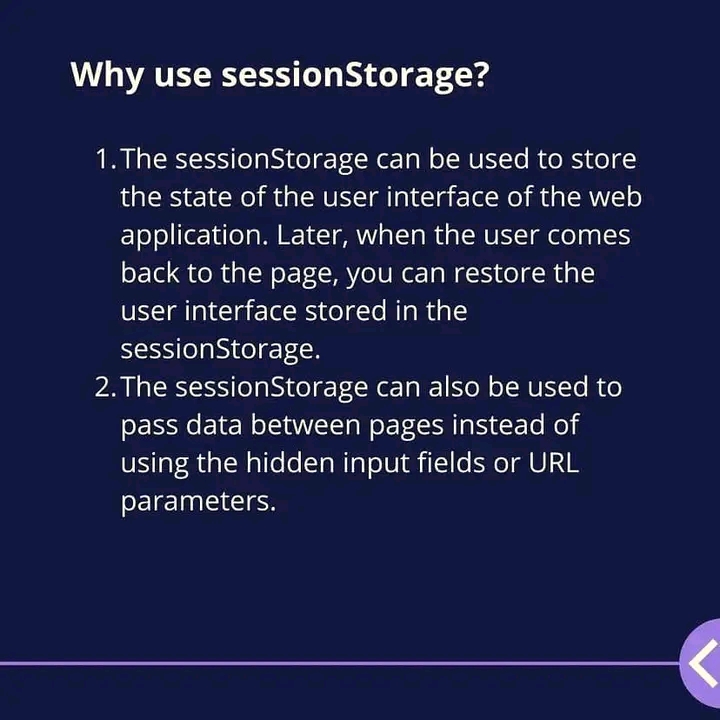 Why use sessionStorage?
1. The sessionStorage can be used to store
the state of the user interface of the web
application. Later, when the user comes
back to the page, you can restore the
user interface stored in the
sessionStorage.
2. The sessionStorage can also be used to
pass data between pages instead of
using the hidden input fields or URL
parameters.